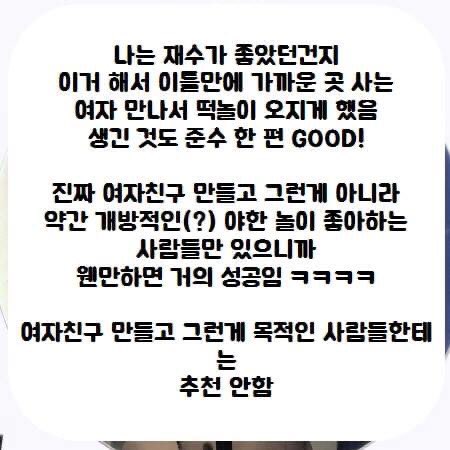 나는 재수가 좋았던건지
이거 해서 이틀만에 가까운 곳 사는
여자 만나서 떡놀이 오지게 했음
생긴 것도 준수 한 편 GOOD!
진짜 여자친구 만들고 그런게 아니라
약간 개방적인(?) 야한 놀이 좋아하는
사람들만 있으니까
웬만하면 거의 성공임 ㅋㅋㅋㅋ
여자친구 만들고 그런게 목적인 사람들한테
는
추천 안함